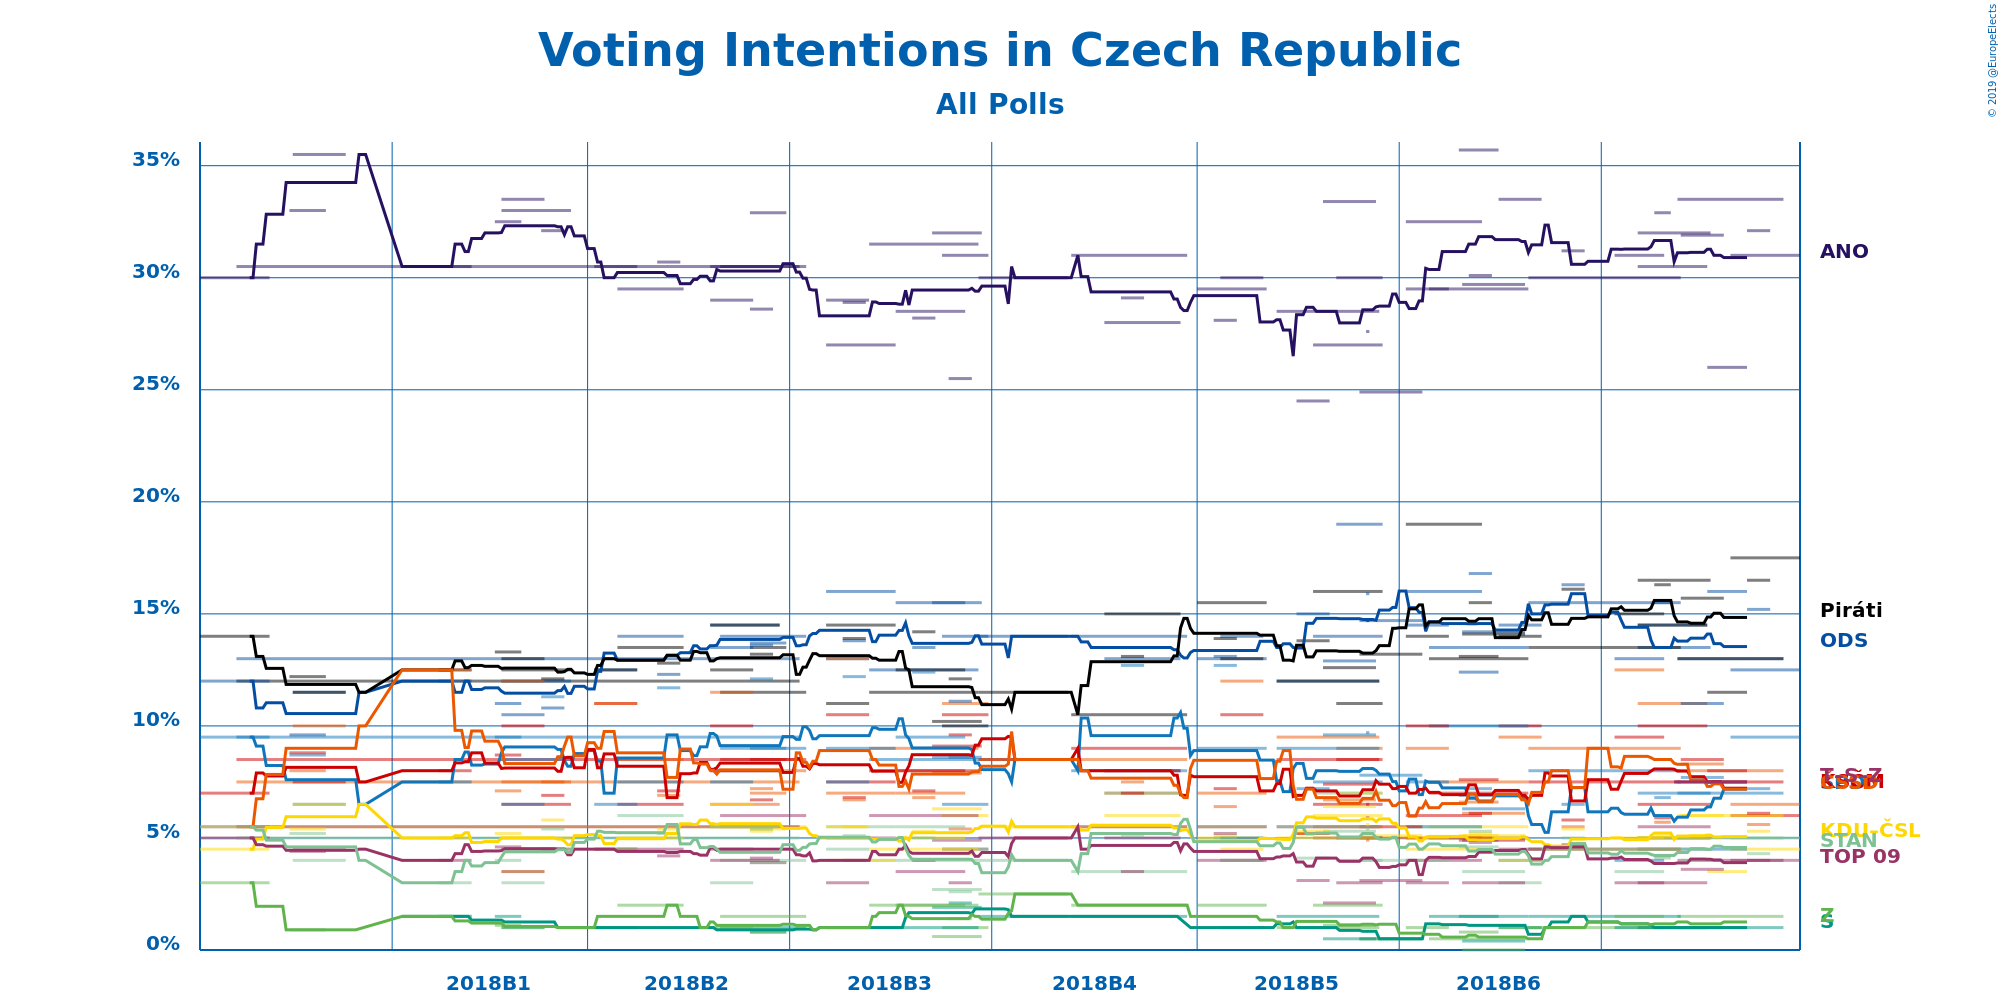 Voting Intentions in Czech Republic
All Polls
© 2019 @EuropeElects
35%
30%
25%
20%
15%
10%
5%
0%
ANO
Piráti
ODS
KDU–ČSL
STAN
TOP 09
Z
S
2018B1
2018B2
2018B3
2018B4
2018B5
2018B6